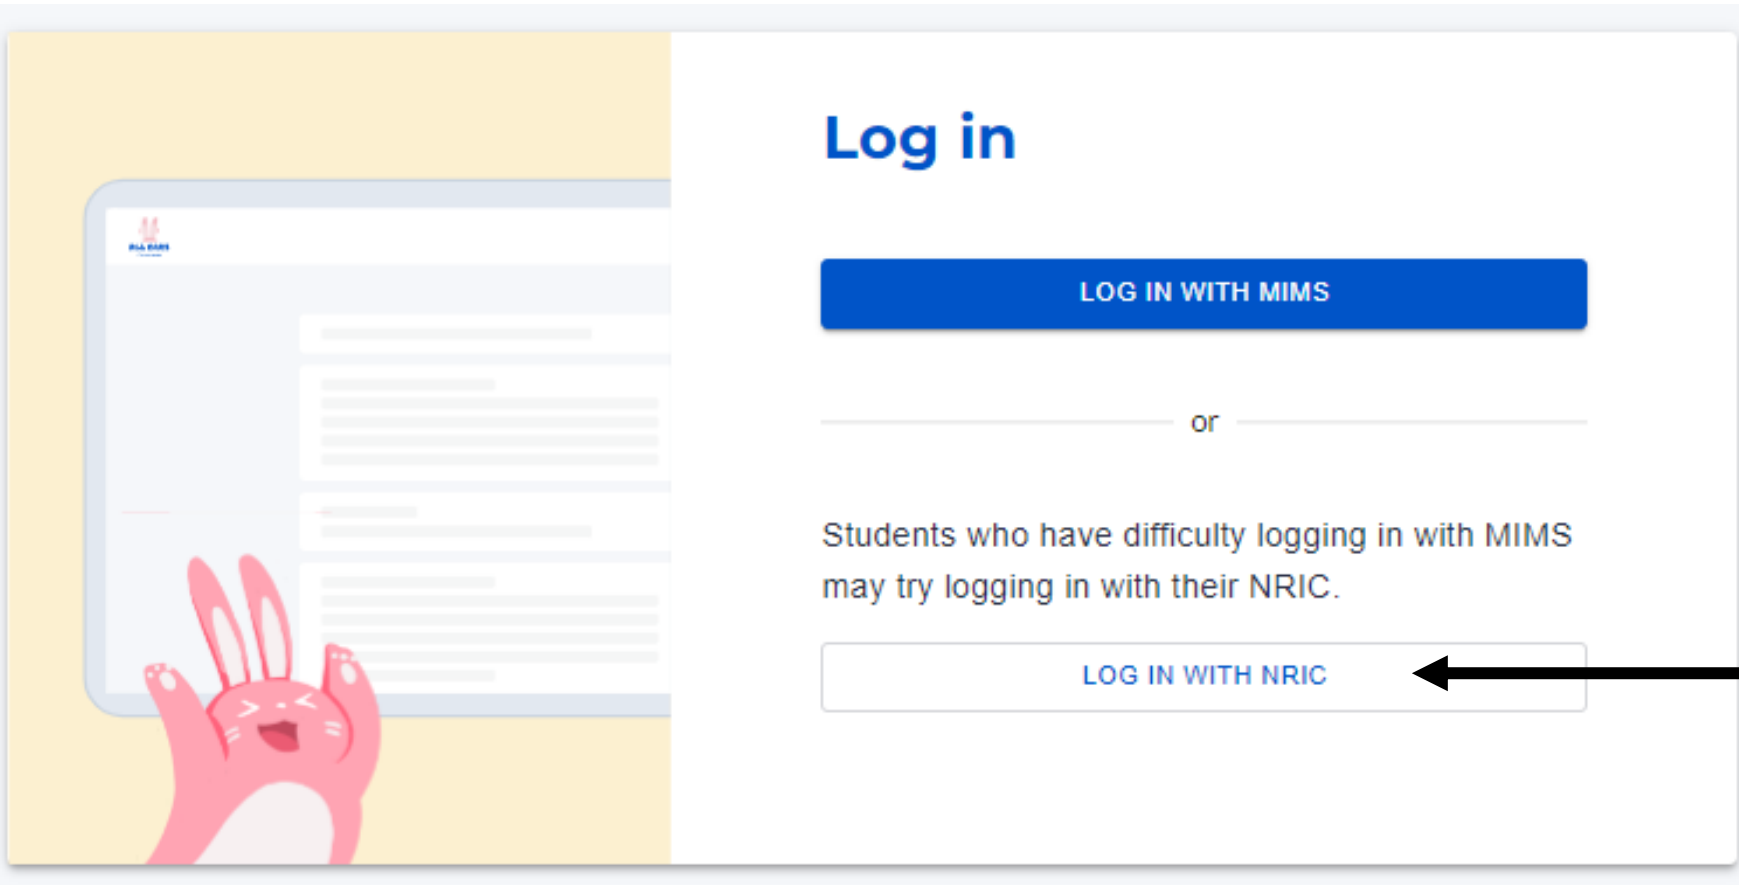 Log in
LOG IN WITH MIMS
or
Students who have difficulty logging in with MIMS
may try logging in with their NRIC.
LOG IN WITH NRIC